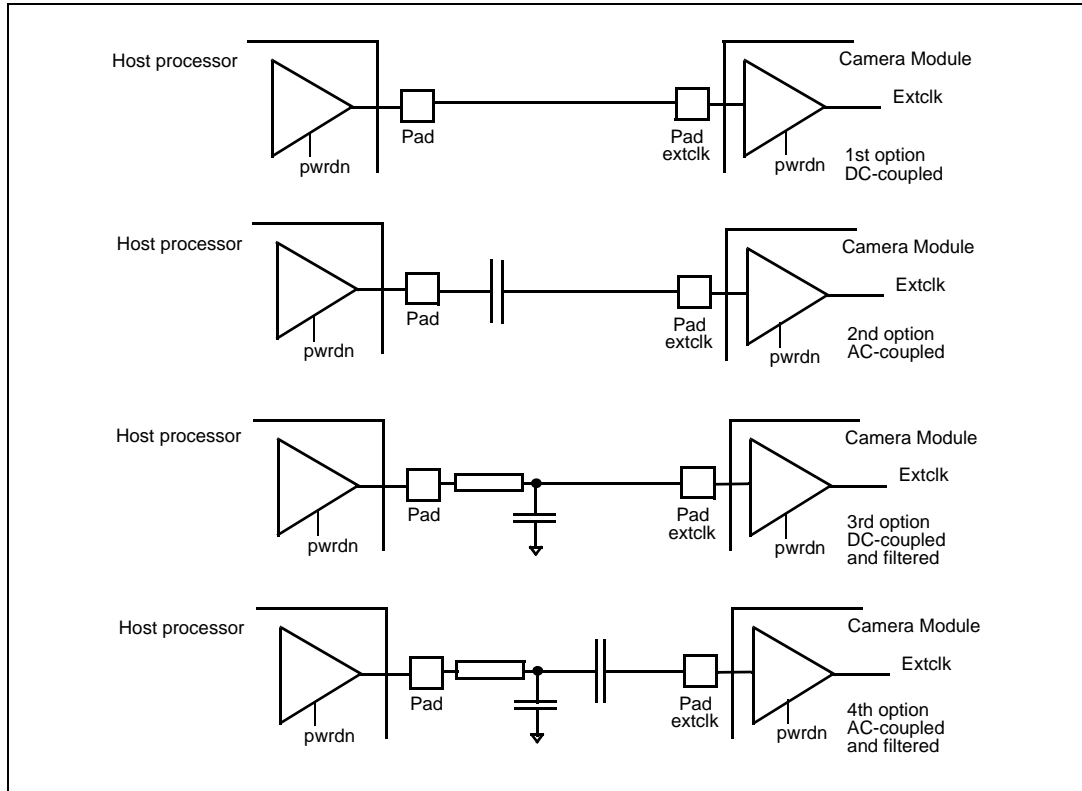 Host processor
Camera Module
Extclk
Pad
Pad
extclk
pwrdn
pwrdn
1st option
DC-coupled
Host processor
Camera Module
Extclk
Pad
Pad
extclk
pwrdn
pwrdn
2nd option
AC-coupled
Host processor
Camera Module
Extclk
Pad
Pad
extclk
pwrdn
pwrdn
3rd option
DC-coupled
and filtered
Host processor
Camera Module
Extclk
Pad
Pad
extclk
pwrdn
pwrdn
4th option
AC-coupled
and filtered